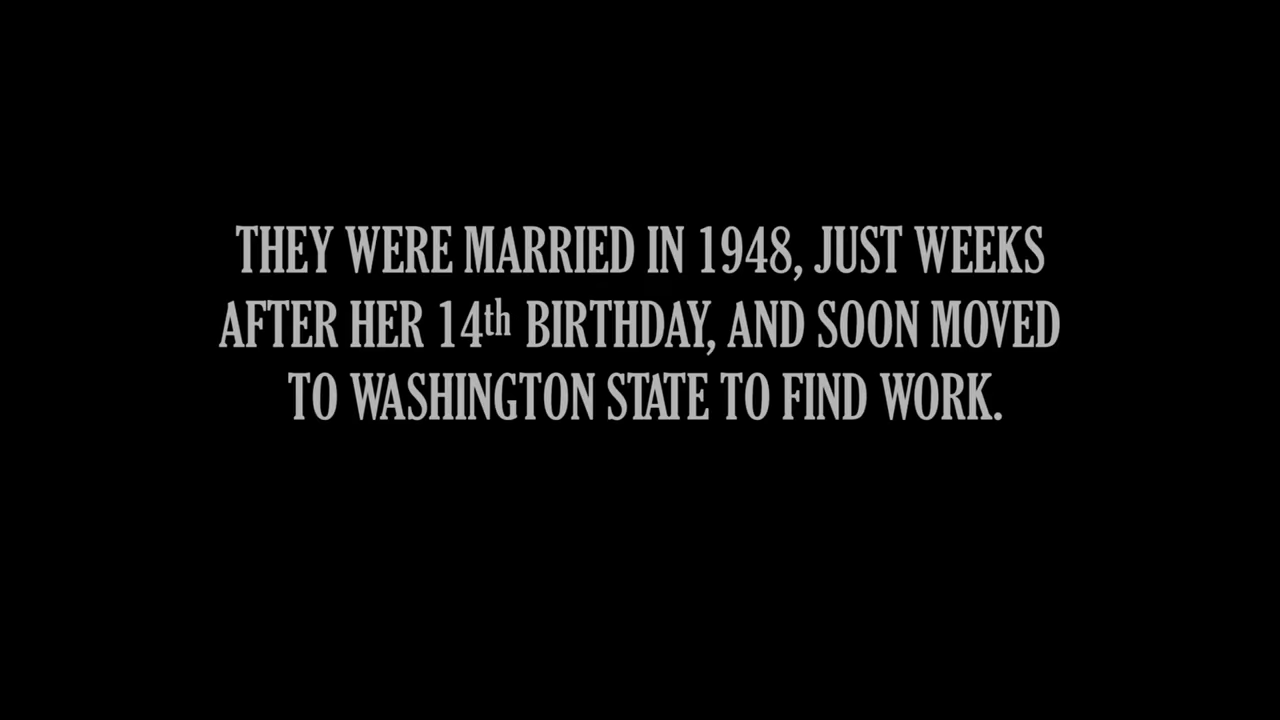 THEY WERE MARRIED IN 1948, JUST WEEKS
AFTER HER 14th BIRTHDAY, AND SOON MOVED
TO WASHINGTON STATE TO FIND WORK.